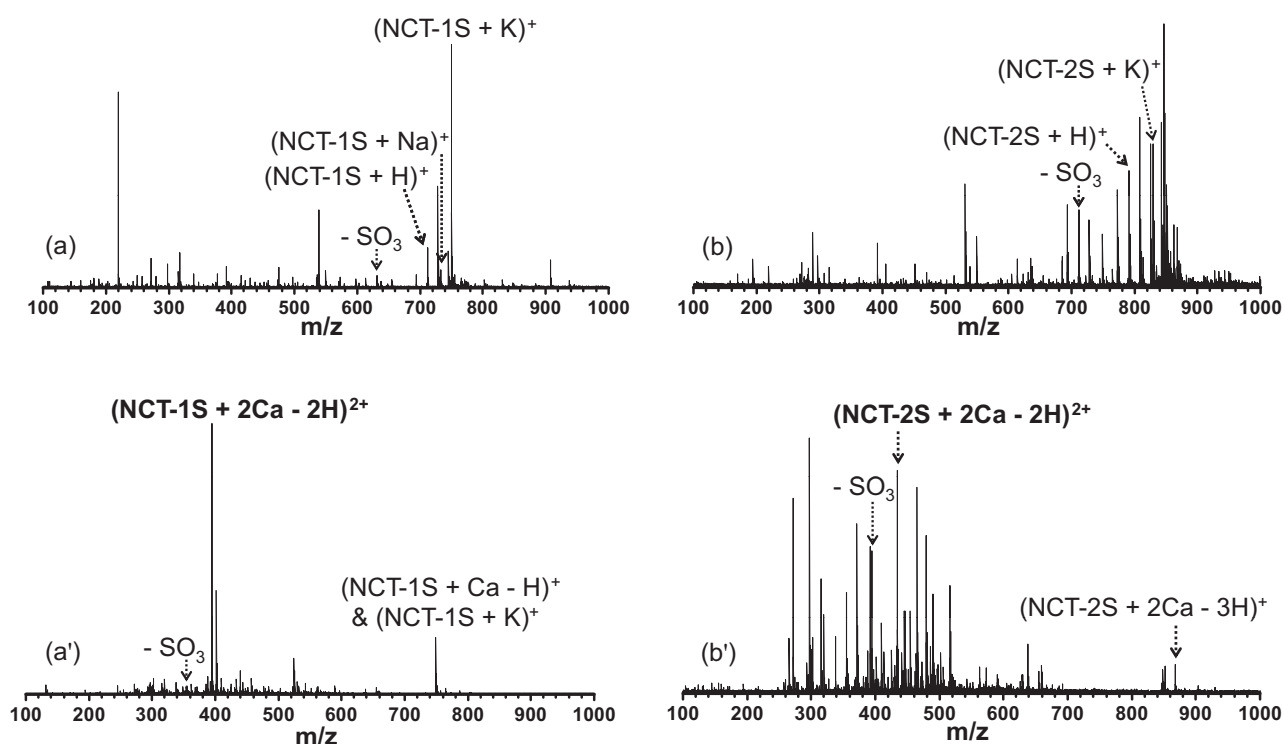 (NCT-1S + K)⁺
(NCT-1S + Na)⁺
(NCT-1S + H)⁺
- SO₃
(a)
100 200 300 400 500 600 700 800 900 1000
m/z
(NCT-2S + K)⁺
(NCT-2S + H)⁺
- SO₃
(b)
100 200 300 400 500 600 700 800 900 1000
m/z
(NCT-1S + 2Ca - 2H)²⁺
(NCT-1S + Ca - H)⁺
& (NCT-1S + K)⁺
- SO₃
(a')
100 200 300 400 500 600 700 800 900 1000
m/z
(NCT-2S + 2Ca - 2H)²⁺
- SO₃
(NCT-2S + 2Ca - 3H)⁺
(b')
100 200 300 400 500 600 700 800 900 1000
m/z